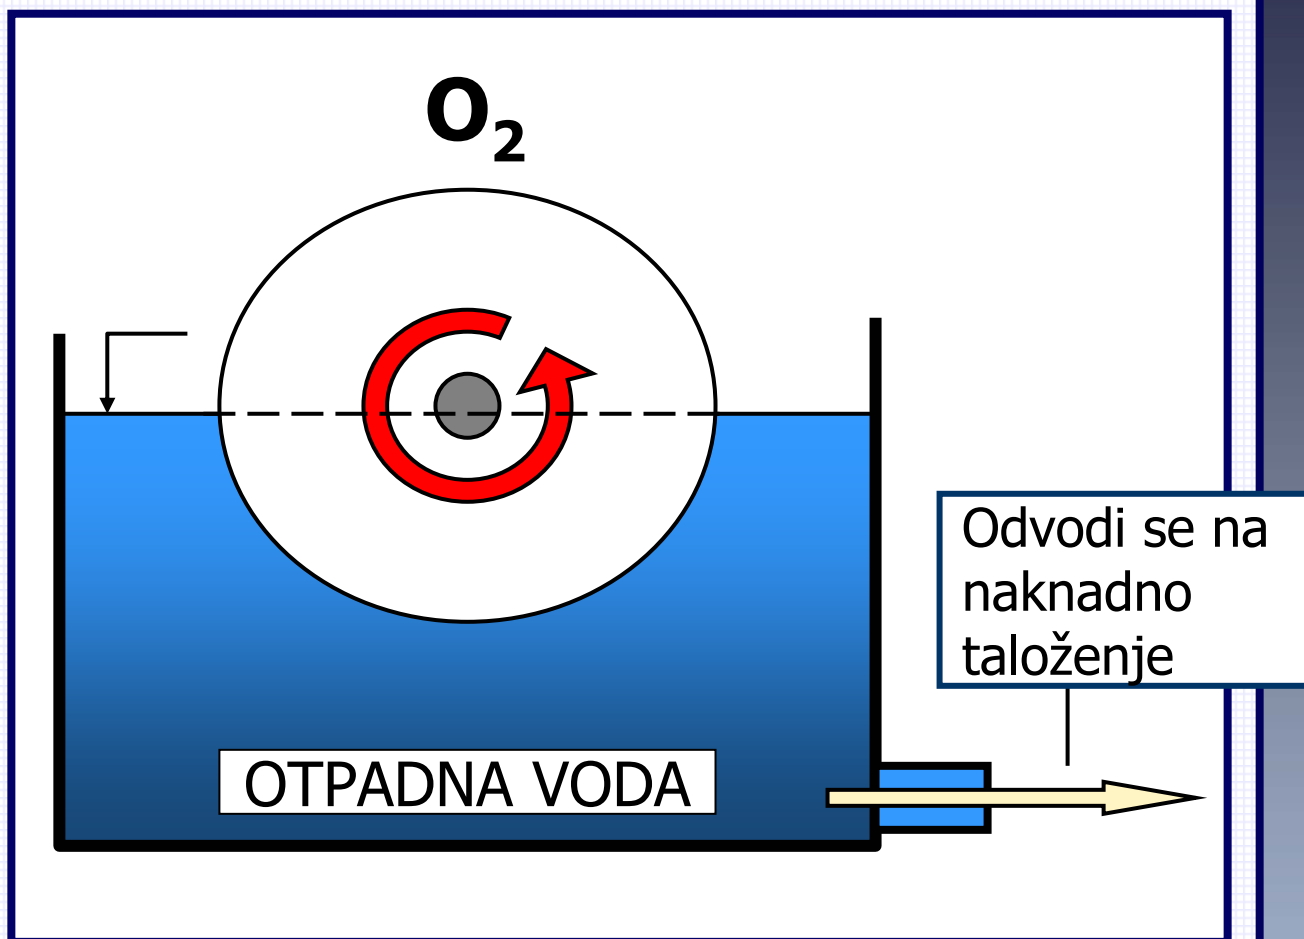 O₂
Odvodi se na
naknadno
taloženje
OTPADNA VODA